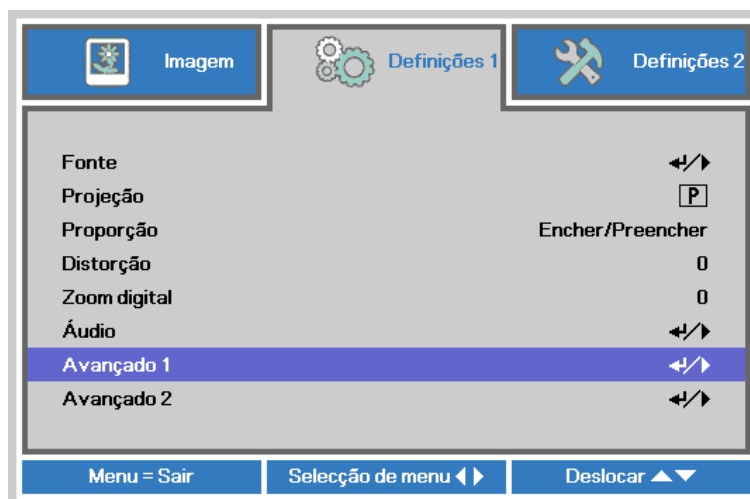 Imagem
Definições 1
Definições 2
Fonte
Projeção P
Proporção Encher/Preencher
Distorção 0
Zoom digital 0
Áudio
Avançado 1
Avançado 2
Menu = Sair
Selecção de menu
Deslocar